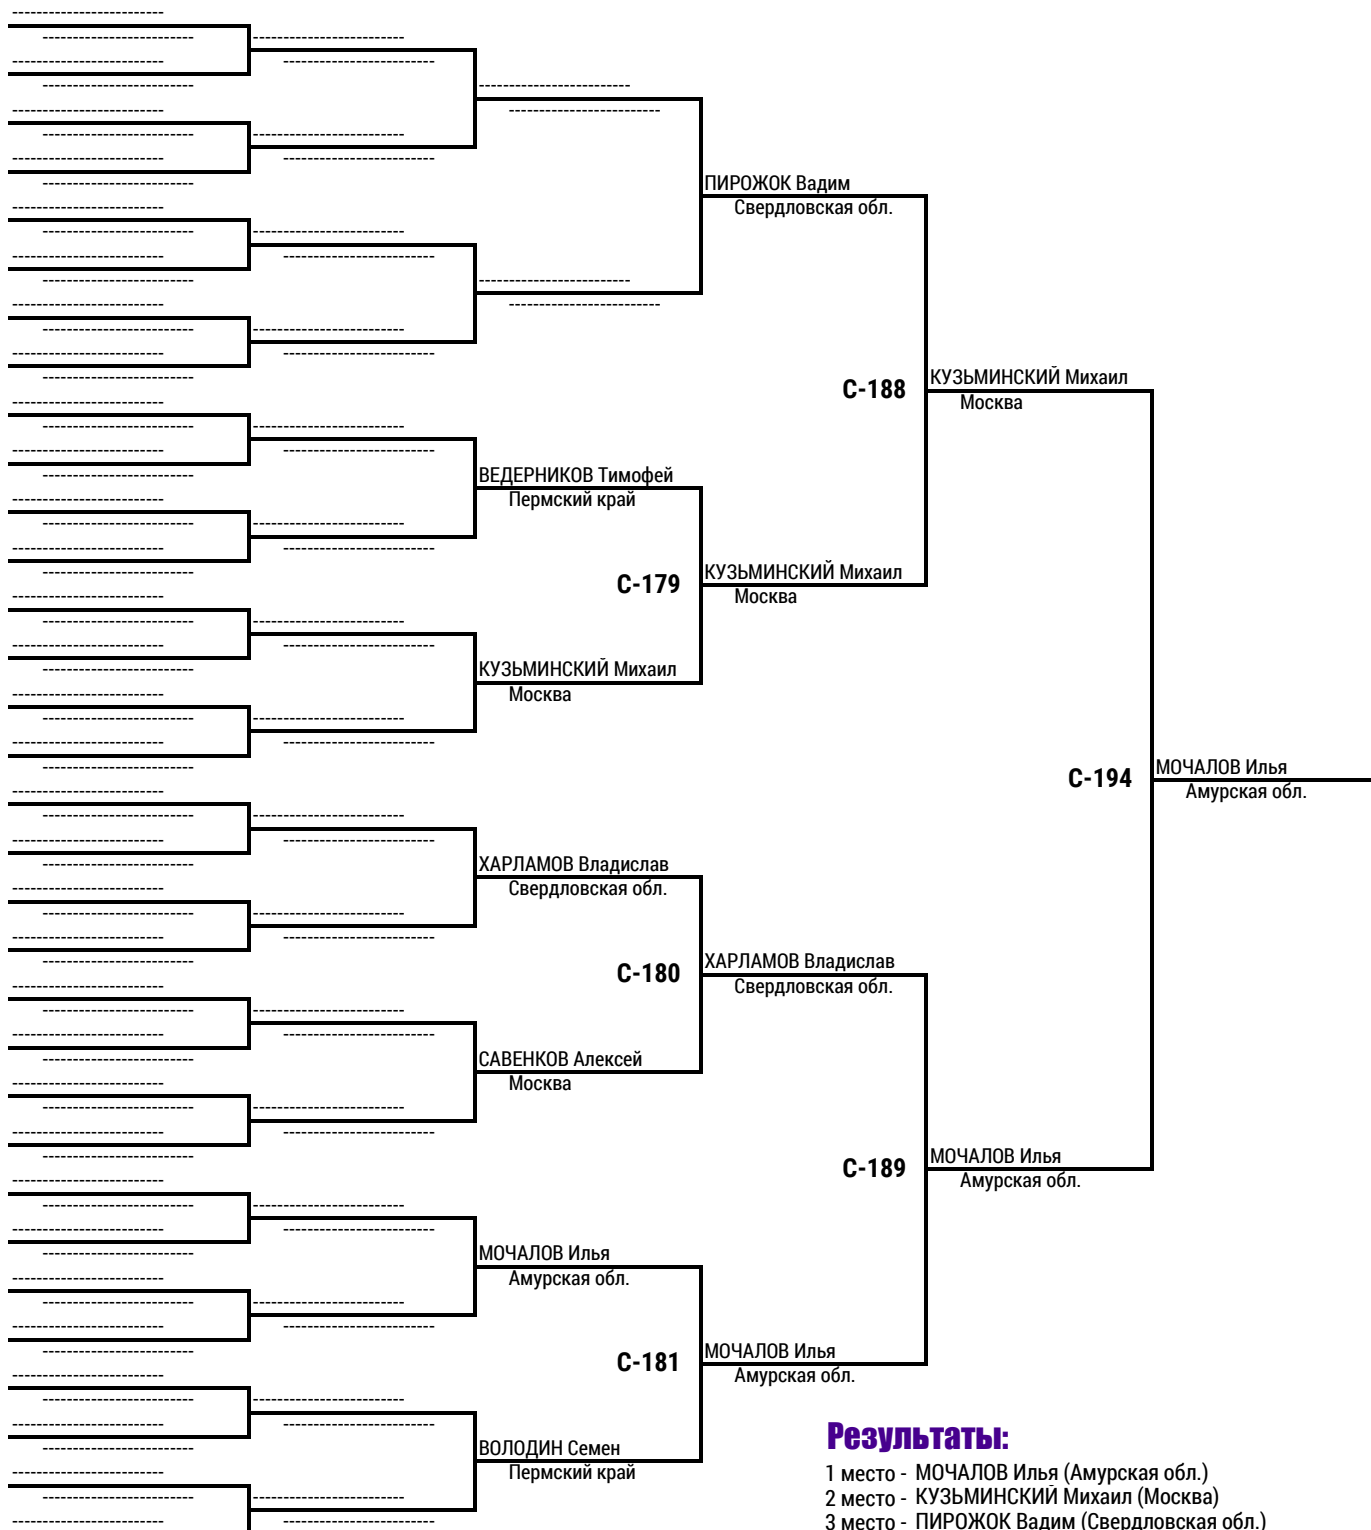 ПИРОЖОК Вадим
Свердловская обл.
С-188
КУЗЬМИНСКИЙ Михаил
Москва
ВЕДЕРНИКОВ Тимофей
Пермский край
С-179
КУЗЬМИНСКИЙ Михаил
Москва
КУЗЬМИНСКИЙ Михаил
Москва
С-194
МОЧАЛОВ Илья
Амурская обл.
ХАРЛАМОВ Владислав
Свердловская обл.
С-180
ХАРЛАМОВ Владислав
Свердловская обл.
САВЕНКОВ Алексей
Москва
С-189
МОЧАЛОВ Илья
Амурская обл.
МОЧАЛОВ Илья
Амурская обл.
С-181
МОЧАЛОВ Илья
Амурская обл.
ВОЛОДИН Семен
Пермский край
Результаты:
1 место - МОЧАЛОВ Илья (Амурская обл.)
2 место - КУЗЬМИНСКИЙ Михаил (Москва)
3 место - ПИРОЖОК Вадим (Свердловская обл.)